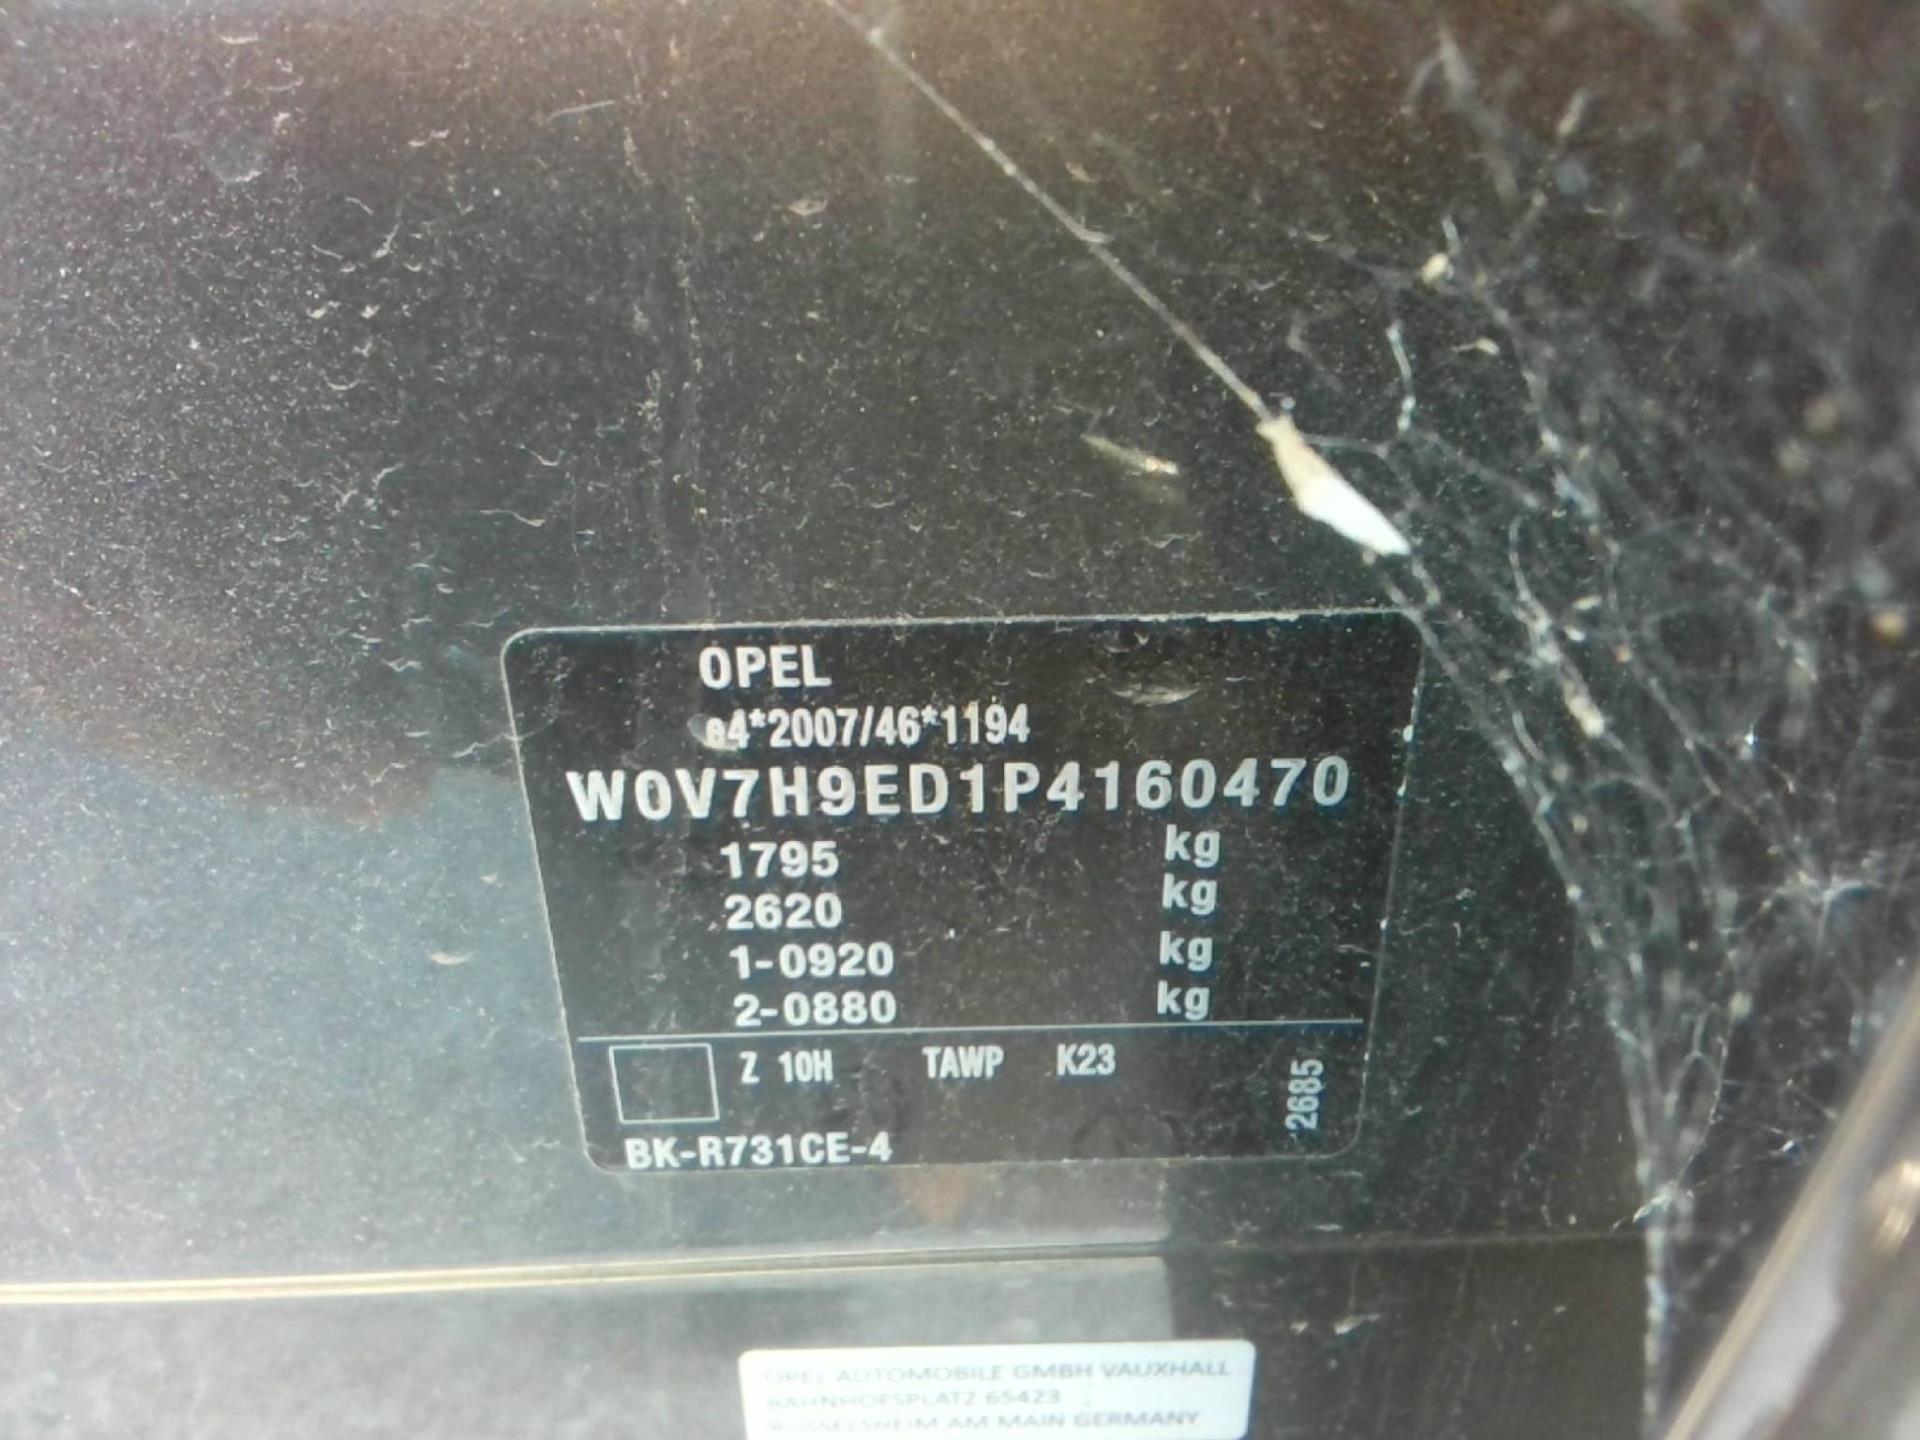 OPEL
e4*2007/46*1194
W0V7H9ED1P4160470
1795 kg
2620 kg
1-0920 kg
2-0880 kg
Z 10H TAWP K23
2685
BK-R731CE-4
OPEL AUTOMOBILE GMBH VAUXHALL
BAHNHOFSPLATZ 65423
RÜSSELSHEIM AM MAIN GERMANY